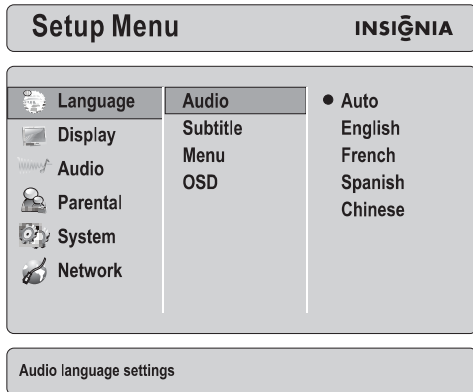 Setup Menu
INSIGNIA
Language
Display
Audio
Parental
System
Network
Audio
Subtitle
Menu
OSD
Auto
English
French
Spanish
Chinese
Audio language settings